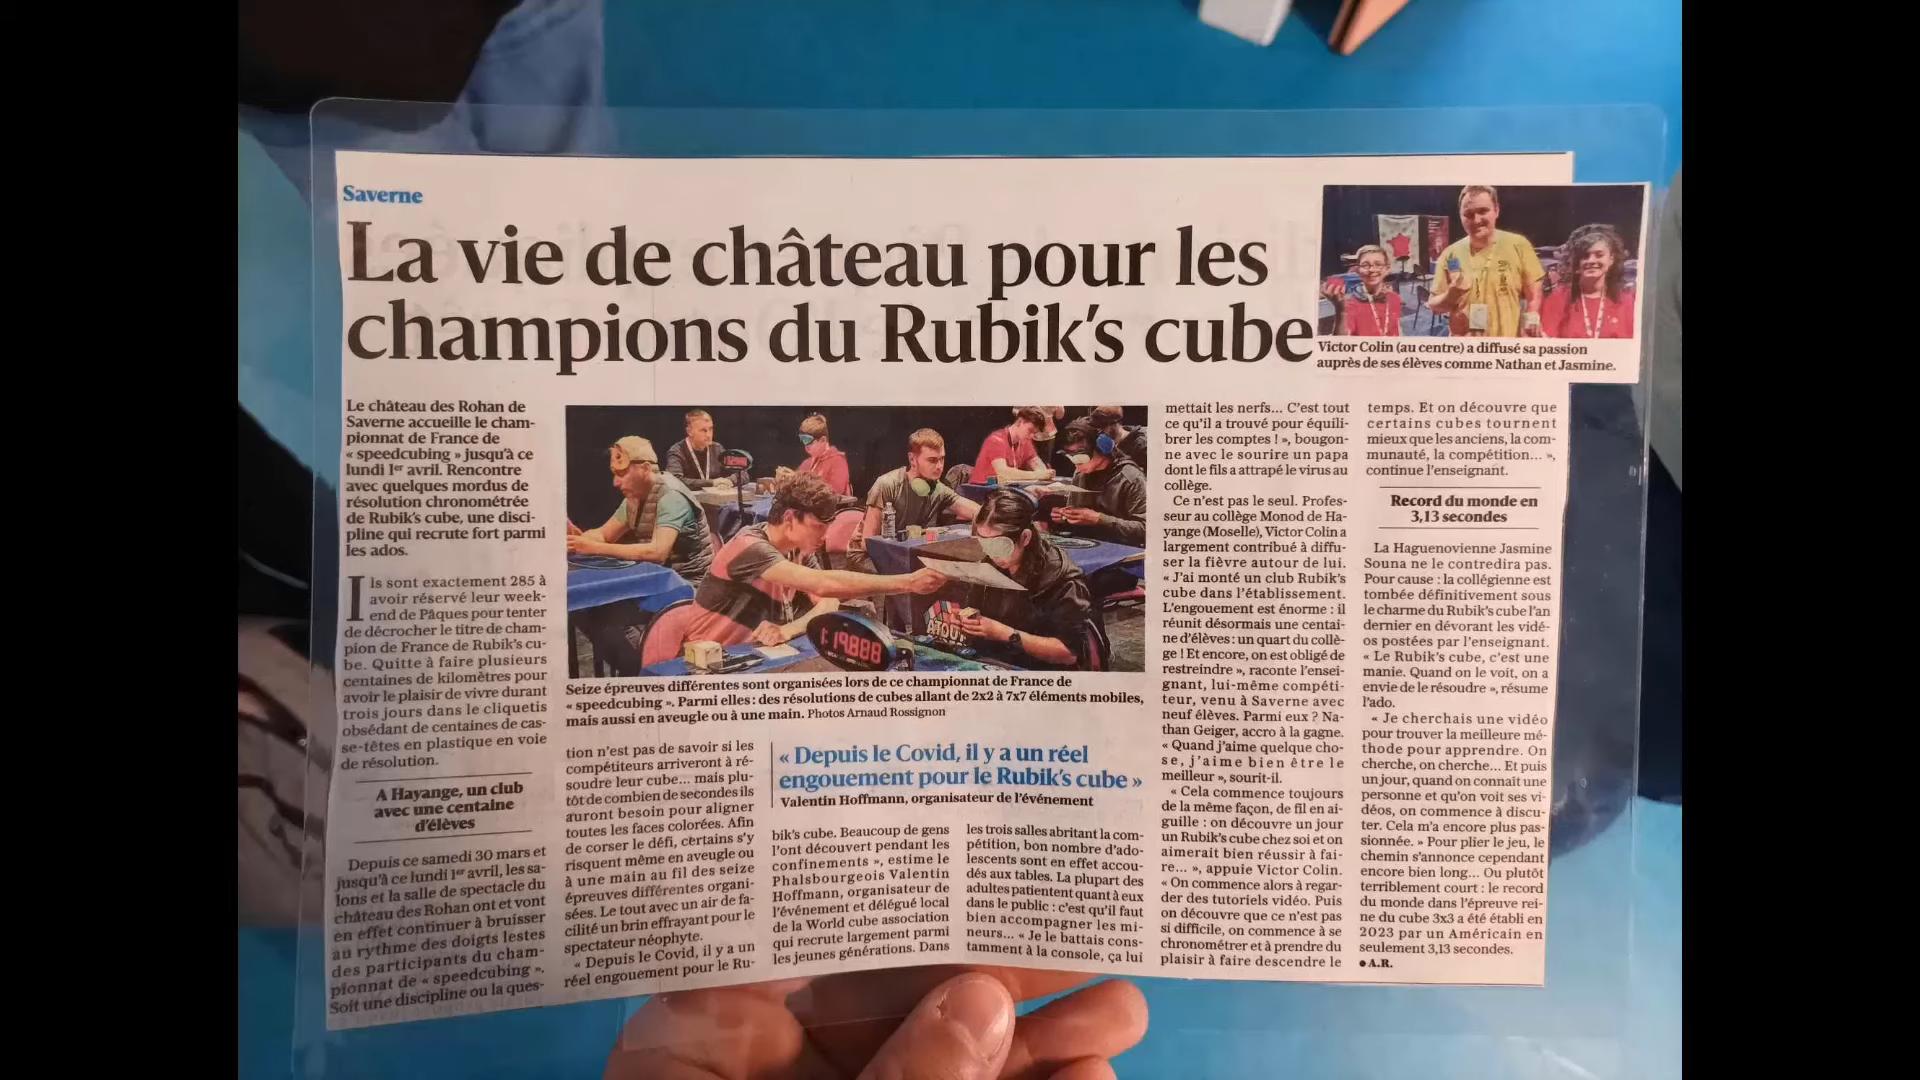 Saverne
La vie de château pour les
champions du Rubik's cube
Victor Colin (au centre) a diffusé sa passion
auprès de ses élèves comme Nathan et Jasmine.
Le château des Rohan de
Saverne accueille le cham-
pionnat de France de
« speedcubing » jusqu'à ce
lundi 1er avril. Rencontre
avec quelques mordus de
résolution chronométrée
de Rubik's cube, une disci-
pline qui recrute fort parmi
les ados.
Ils sont exactement 285 à
avoir réservé leur week-
end de Pâques pour tenter
de décrocher le titre de cham-
pion de France de Rubik's cu-
be. Quitte à faire plusieurs
centaines de kilomètres pour
avoir le plaisir de vivre durant
trois jours dans le cliquetis
obsédant de centaines de cas-
se-têtes en plastique en voie
de résolution.
A Hayange, un club
avec une centaine
d'élèves
Depuis ce samedi 30 mars et
jusqu'à ce lundi 1er avril, les sa-
lons et la salle de spectacle du
château des Rohan ont et vont
en effet continuer à bruisser
au rythme des doigts lestes
des participants du cham-
pionnat de « speedcubing ».
Soit une discipline ou la ques-
1:19.888
Seize épreuves différentes sont organisées lors de ce championnat de France de
« speedcubing ». Parmi elles : des résolutions de cubes allant de 2x2 à 7x7 éléments mobiles,
mais aussi en aveugle ou à une main. Photos Arnaud Rossignon
tion n'est pas de savoir si les
compétiteurs arriveront à ré-
soudre leur cube... mais plu-
tôt de combien de secondes ils
auront besoin pour aligner
toutes les faces colorées. Afin
de corser le défi, certains s'y
risquent même en aveugle ou
à une main au fil des seize
épreuves différentes organi-
sées. Le tout avec un air de fa-
cilité un brin effrayant pour le
spectateur néophyte.
« Depuis le Covid, il y a un
réel engouement pour le Ru-
« Depuis le Covid, il y a un réel
engouement pour le Rubik's cube »
Valentin Hoffmann, organisateur de l'événement
bik's cube. Beaucoup de gens
l'ont découvert pendant les
confinements », estime le
Phalsbourgeois Valentin
Hoffmann, organisateur de
l'événement et délégué local
de la World cube association
qui recrute largement parmi
les jeunes générations. Dans
les trois salles abritant la com-
pétition, bon nombre d'ado-
lescents sont en effet accou-
dés aux tables. La plupart des
adultes patientent quant à eux
dans le public : c'est qu'il faut
bien accompagner les mi-
neurs... « Je le battais cons-
tamment à la console, ça lui
mettait les nerfs... C'est tout
ce qu'il a trouvé pour équili-
brer les comptes ! », bougon-
ne avec le sourire un papa
dont le fils a attrapé le virus au
collège.
Ce n'est pas le seul. Profes-
seur au collège Monod de Ha-
yange (Moselle), Victor Colin a
largement contribué à diffu-
ser la fièvre autour de lui.
« J'ai monté un club Rubik's
cube dans l'établissement.
L'engouement est énorme : il
réunit désormais une centai-
ne d'élèves : un quart du collè-
ge ! Et encore, on est obligé de
restreindre », raconte l'ensei-
gnant, lui-même compéti-
teur, venu à Saverne avec
neuf élèves. Parmi eux ? Na-
than Geiger, accro à la gagne.
« Quand j'aime quelque cho-
se, j'aime bien être le
meilleur », sourit-il.
« Cela commence toujours
de la même façon, de fil en ai-
guille : on découvre un jour
un Rubik's cube chez soi et on
aimerait bien réussir à fai-
re... », appuie Victor Colin.
« On commence alors à regar-
der des tutoriels vidéo. Puis
on découvre que ce n'est pas
si difficile, on commence à se
chronométrer et à prendre du
plaisir à faire descendre le
temps. Et on découvre que
certains cubes tournent
mieux que les anciens, la com-
munauté, la compétition... »,
continue l'enseignant.
Record du monde en
3,13 secondes
La Haguenovienne Jasmine
Souna ne le contredira pas.
Pour cause : la collégienne est
tombée définitivement sous
le charme du Rubik's cube l'an
dernier en dévorant les vidé-
os postées par l'enseignant.
« Le Rubik's cube, c'est une
manie. Quand on le voit, on a
envie de le résoudre », résume
l'ado.
« Je cherchais une vidéo
pour trouver la meilleure mé-
thode pour apprendre. On
cherche, on cherche... Et puis
un jour, quand on connaît une
personne et qu'on voit ses vi-
déos, on commence à discu-
ter. Cela m'a encore plus pas-
sionnée. » Pour plier le jeu, le
chemin s'annonce cependant
encore bien long... Ou plutôt
terriblement court : le record
du monde dans l'épreuve rei-
ne du cube 3x3 a été établi en
2023 par un Américain en
seulement 3,13 secondes.
● A.R.